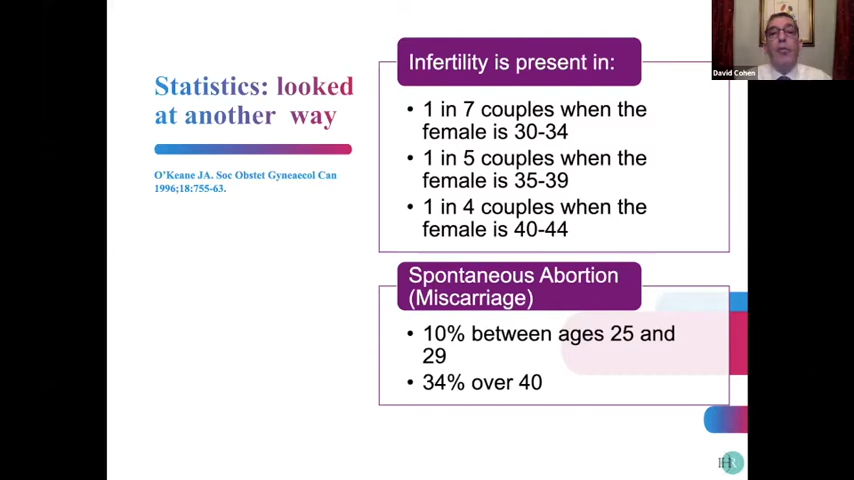 Statistics: looked
at another way
O'Keane JA. Soc Obstet Gyneaecol Can
1996;18:755-63.
Infertility is present in:
• 1 in 7 couples when the
female is 30-34
• 1 in 5 couples when the
female is 35-39
• 1 in 4 couples when the
female is 40-44
Spontaneous Abortion
(Miscarriage)
• 10% between ages 25 and
29
• 34% over 40
David Cohen
IHR